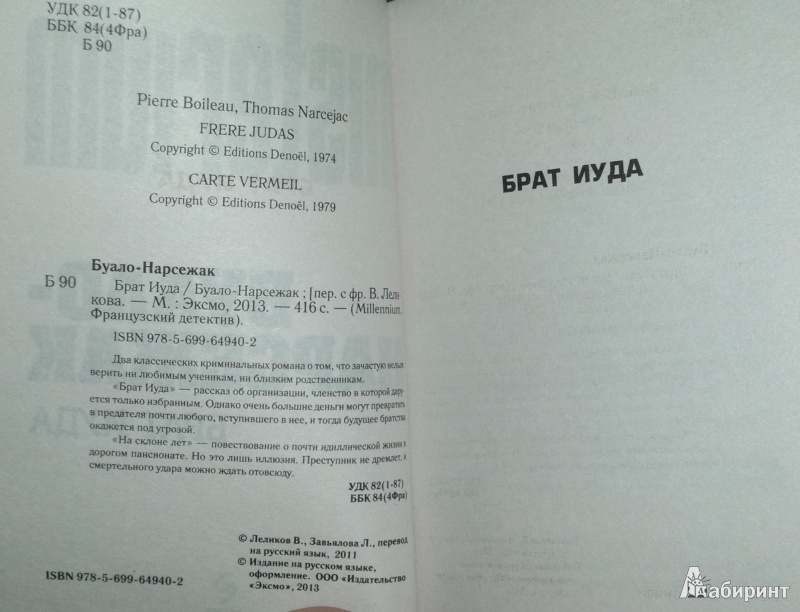 УДК 82(1-87)
ББК 84(4Фра)
Б 90
Pierre Boileau, Thomas Narcejac
FRERE JUDAS
Copyright © Editions Denoël, 1974
CARTE VERMEIL
Copyright © Editions Denoël, 1979
Буало-Нарсежак
Б 90
Брат Иуда / Буало-Нарсежак ; [пер. с фр. В. Лели-
кова. — М. : Эксмо, 2013. — 416 с. — (Millennium.
Французский детектив).
ISBN 978-5-699-64940-2
Два классических криминальных романа о том, что зачастую нельзя
верить ни любимым ученикам, ни близким родственникам.
«Брат Иуда» — рассказ об организации, членство в которой дару-
ется только избранным. Однако очень большие деньги могут превратить
в предателя почти любого, вступившего в нее, и тогда будущее братства
окажется под угрозой.
«На склоне лет» — повествование о почти идиллической жизни в
дорогом пансионате. Но это лишь иллюзия. Преступник не дремлет, и
смертельного удара можно ждать отовсюду.
УДК 82(1-87)
ББК 84(4Фра)
© Леликов В., Завьялова Л., перевод
на русский язык, 2011
© Издание на русском языке,
оформление. ООО «Издательство
«Эксмо», 2013
ISBN 978-5-699-64940-2
БРАТ ИУДА
Лабиринт